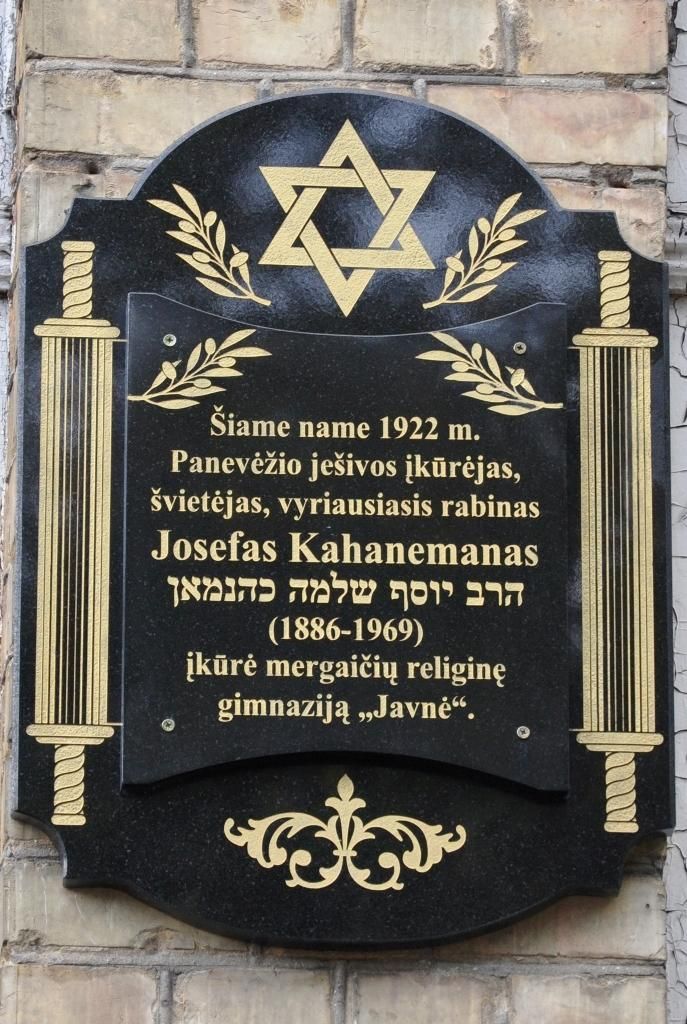 Šiame name 1922 m.
Panevėžio ješivos įkūrėjas,
švietėjas, vyriausiasis rabinas
Josefas Kahanemanas
הרב יוסף שלמה כהנמאן
(1886-1969)
įkūrė mergaičių religinę
gimnaziją „Javnė“.